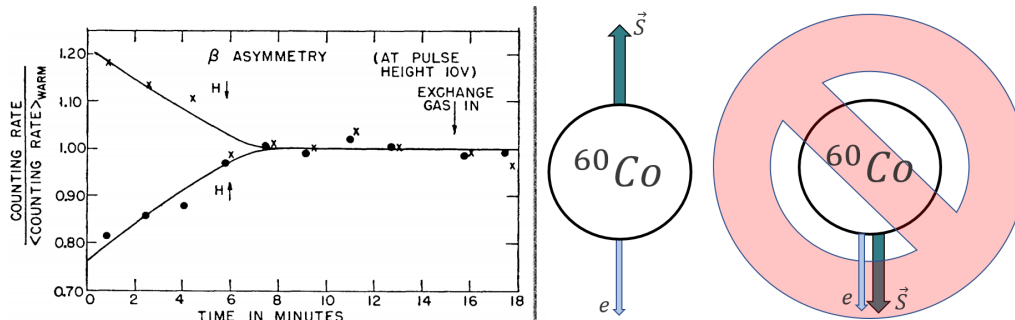 β ASYMMETRY
(AT PULSE
HEIGHT 10V)
EXCHANGE
GAS IN
H
H
COUNTING RATE
<COUNTING RATE>WARM
1.20
1.10
1.00
0.90
0.80
0.70
0 2 4 6 8 10 12 14 16 18
TIME IN MINUTES
S⃗
⁶⁰Co
e
⁶⁰Co
e
S⃗